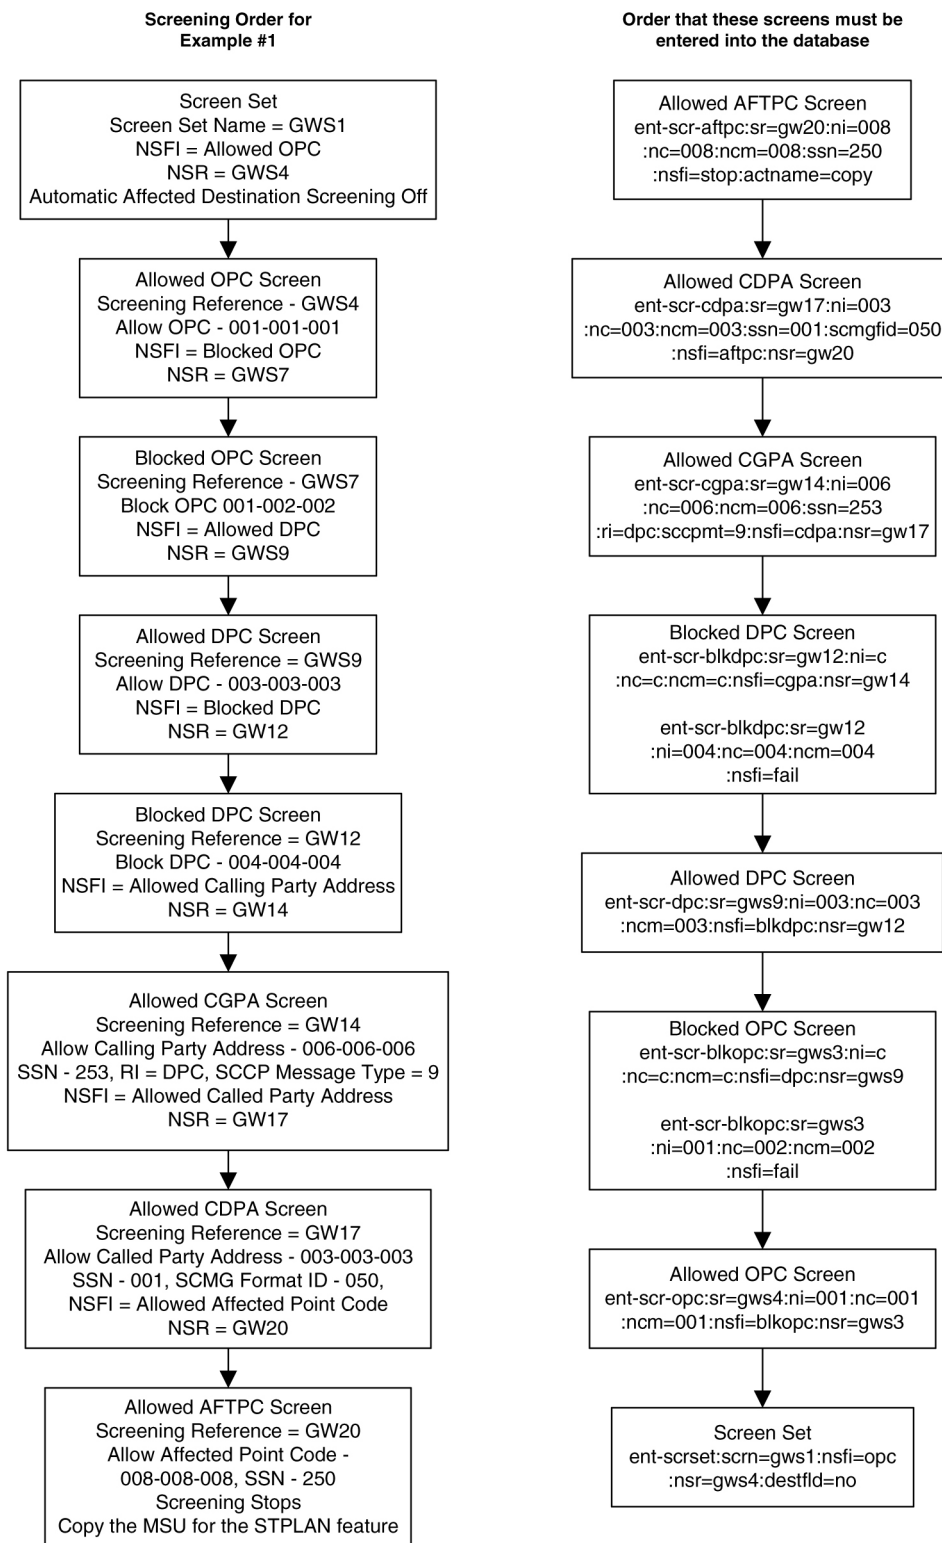 Screening Order for
Example #1
Screen Set
Screen Set Name = GWS1
NSFI = Allowed OPC
NSR = GWS4
Automatic Affected Destination Screening Off
Allowed OPC Screen
Screening Reference - GWS4
Allow OPC - 001-001-001
NSFI = Blocked OPC
NSR = GWS7
Blocked OPC Screen
Screening Reference - GWS7
Block OPC 001-002-002
NSFI = Allowed DPC
NSR = GWS9
Allowed DPC Screen
Screening Reference = GWS9
Allow DPC - 003-003-003
NSFI = Blocked DPC
NSR = GW12
Blocked DPC Screen
Screening Reference = GW12
Block DPC - 004-004-004
NSFI = Allowed Calling Party Address
NSR = GW14
Allowed CGPA Screen
Screening Reference = GW14
Allow Calling Party Address - 006-006-006
SSN - 253, RI = DPC, SCCP Message Type = 9
NSFI = Allowed Called Party Address
NSR = GW17
Allowed CDPA Screen
Screening Reference = GW17
Allow Called Party Address - 003-003-003
SSN - 001, SCMG Format ID - 050,
NSFI = Allowed Affected Point Code
NSR = GW20
Allowed AFTPC Screen
Screening Reference = GW20
Allow Affected Point Code -
008-008-008, SSN - 250
Screening Stops
Copy the MSU for the STPLAN feature
Order that these screens must be
entered into the database
Allowed AFTPC Screen
ent-scr-aftpc:sr=gw20:ni=008
:nc=008:ncm=008:ssn=250
:nsfi=stop:actname=copy
Allowed CDPA Screen
ent-scr-cdpa:sr=gw17:ni=003
:nc=003:ncm=003:ssn=001:scmgfid=050
:nsfi=aftpc:nsr=gw20
Allowed CGPA Screen
ent-scr-cgpa:sr=gw14:ni=006
:nc=006:ncm=006:ssn=253
:ri=dpc:sccpmt=9:nsfi=cdpa:nsr=gw17
Blocked DPC Screen
ent-scr-blkdpc:sr=gw12:ni=c
:nc=c:ncm=c:nsfi=cgpa:nsr=gw14
ent-scr-blkdpc:sr=gw12
:ni=004:nc=004:ncm=004
:nsfi=fail
Allowed DPC Screen
ent-scr-dpc:sr=gws9:ni=003:nc=003
:ncm=003:nsfi=blkdpc:nsr=gw12
Blocked OPC Screen
ent-scr-blkopc:sr=gws3:ni=c
:nc=c:ncm=c:nsfi=dpc:nsr=gws9
ent-scr-blkopc:sr=gws3
:ni=001:nc=002:ncm=002
:nsfi=fail
Allowed OPC Screen
ent-scr-opc:sr=gws4:ni=001:nc=001
:ncm=001:nsfi=blkopc:nsr=gws3
Screen Set
ent-scrset:scrn=gws1:nsfi=opc
:nsr=gws4:destfld=no